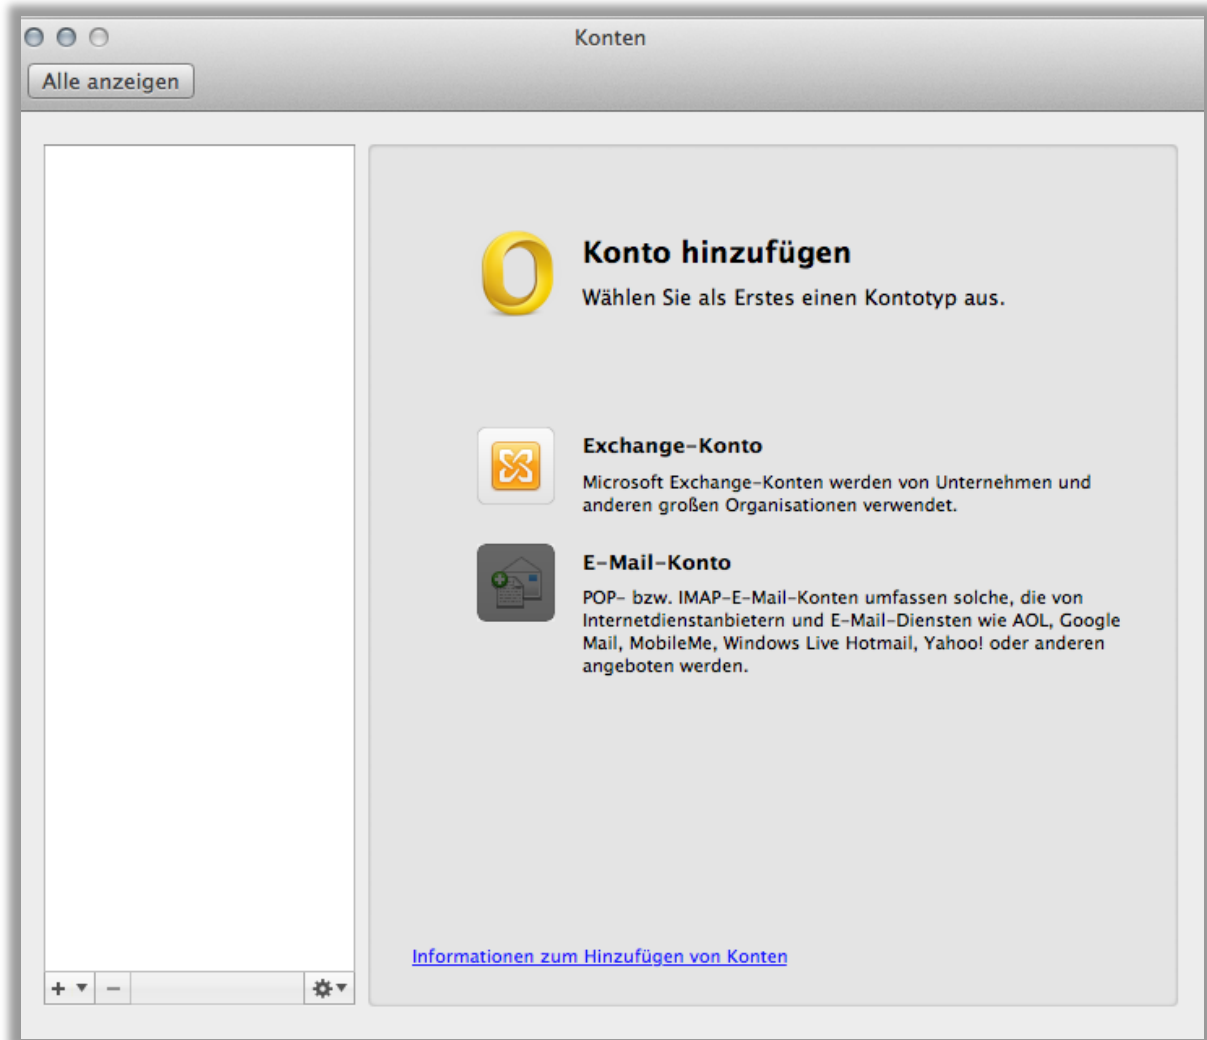 Konten
Alle anzeigen
Konto hinzufügen
Wählen Sie als Erstes einen Kontotyp aus.
Exchange-Konto
Microsoft Exchange-Konten werden von Unternehmen und
anderen großen Organisationen verwendet.
E-Mail-Konto
POP- bzw. IMAP-E-Mail-Konten umfassen solche, die von
Internetdienstanbietern und E-Mail-Diensten wie AOL, Google
Mail, MobileMe, Windows Live Hotmail, Yahoo! oder anderen
angeboten werden.
Informationen zum Hinzufügen von Konten